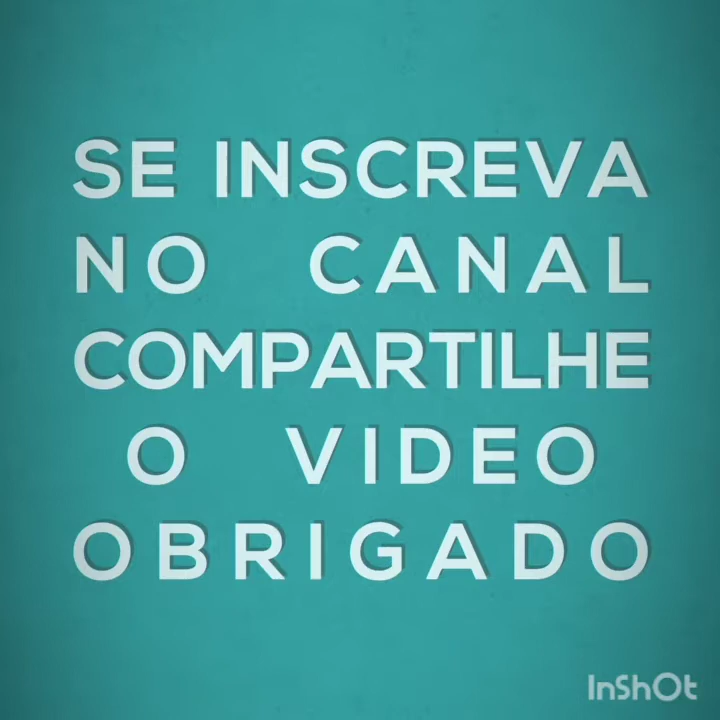 SE INSCREVA
NO CANAL
COMPARTILHE
O VIDEO
OBRIGADO
InShOt